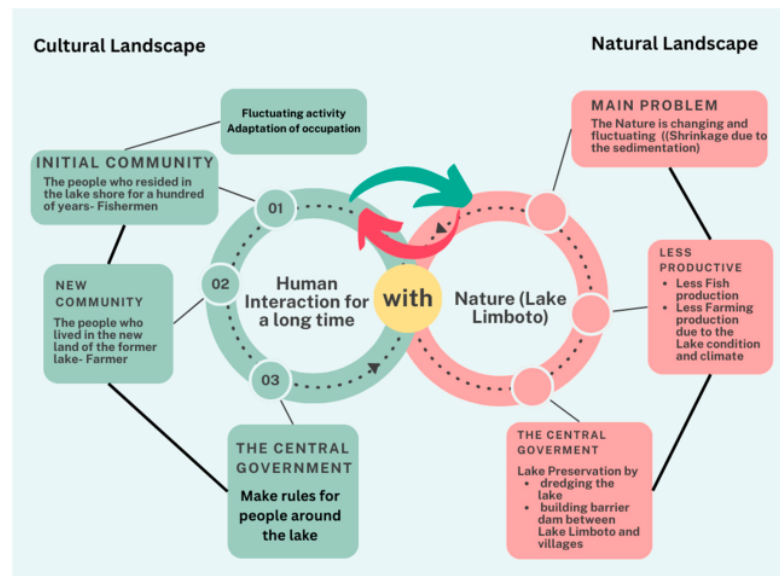 Cultural Landscape
Natural Landscape
Fluctuating activity
Adaptation of occupation
INITIAL COMMUNITY
The people who resided in
the lake shore for a hundred
of years- Fishermen
01
NEW
COMMUNITY
The people who
lived in the new
land of the former
lake- Farmer
02
03
THE CENTRAL
GOVERNMENT
Make rules for
people around
the lake
Human
Interaction for
a long time
with
Nature (Lake
Limboto)
MAIN PROBLEM
The Nature is changing and
fluctuating ((Shrinkage due to
the sedimentation)
LESS
PRODUCTIVE
• Less Fish
production
• Less Farming
production
due to the
Lake condition
and climate
THE CENTRAL
GOVERMENT
Lake Preservation by
• dredging the
lake
• building barrier
dam between
Lake Limboto and
villages